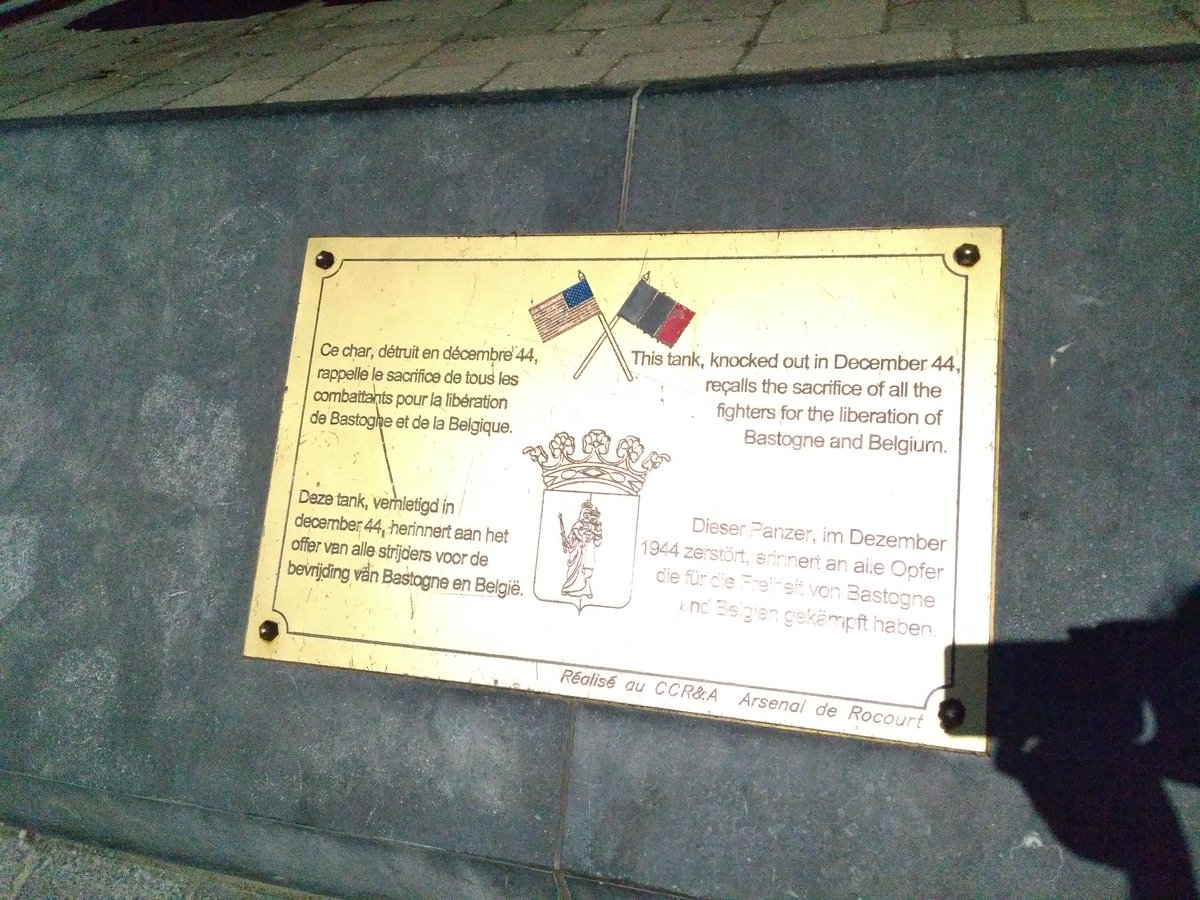 Ce char, détruit en décembre 44,
rappelle le sacrifice de tous les
combattants pour la libération
de Bastogne et de la Belgique.
This tank, knocked out in December 44,
reçalls the sacrifice of all the
fighters for the liberation of
Bastogne and Belgium.
Deze tank, vernietigd in
december 44, herinnert aan het
offer van alle strijders voor de
bevrijding van Bastogne en België.
Dieser Panzer, im Dezember
1944 zerstört, erinnert an alle Opfer
die für die Freiheit von Bastogne
und Belgien gekämpft haben.
Réalisé au CCR&A Arsenal de Rocourt